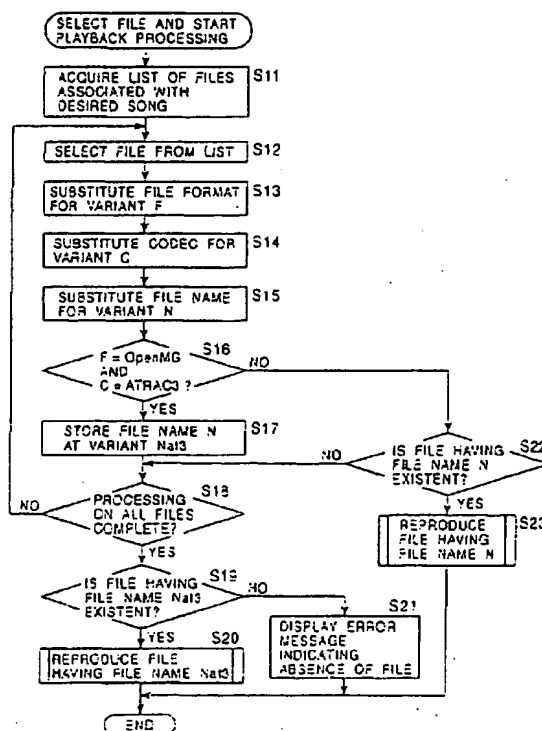 SELECT FILE AND START
PLAYBACK PROCESSING
ACQUIRE LIST OF FILES
ASSOCIATED WITH
DESIRED SONG
S11
SELECT FILE FROM LIST
S12
SUBSTITUTE FILE FORMAT
FOR VARIANT F
S13
SUBSTITUTE CODEC FOR
VARIANT C
S14
SUBSTITUTE FILE NAME
FOR VARIANT N
S15
F = OpenMG
AND
C = ATRAC3 ?
S16
NO
YES
STORE FILE NAME N
AT VARIANT Nat3
S17
NO
IS FILE HAVING
FILE NAME N
EXISTENT?
S22
YES
REPRODUCE
FILE HAVING
FILE NAME N
S23
NO
PROCESSING
ON ALL FILES
COMPLETE?
S18
YES
IS FILE HAVING
FILE NAME Nat3
EXISTENT?
S19
NO
YES
S20
REPRODUCE FILE
HAVING FILE NAME Nat3
S21
DISPLAY ERROR
MESSAGE
INDICATING
ABSENCE OF FILE
END